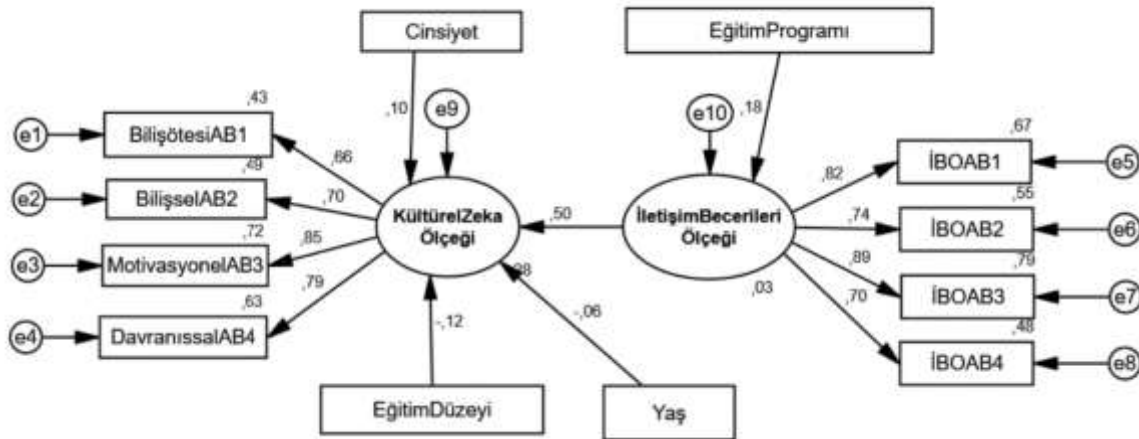 Cinsiyet
EğitimProgramı
,43
,10
e9
e10
,18
,67
e1
BilişötesiAB1
,66
,82
İBOAB1
e5
,49
,55
e2
BilişselAB2
,70
KültürelZeka
Ölçeği
,50
İletişimBecerileri
Ölçeği
,74
İBOAB2
e6
,72
,85
,89
,79
e3
MotivasyonelAB3
,03
İBOAB3
e7
,63
,79
,70
,48
e4
DavranıssalAB4
-,12
-,06
İBOAB4
e8
EğitimDüzeyi
Yaş